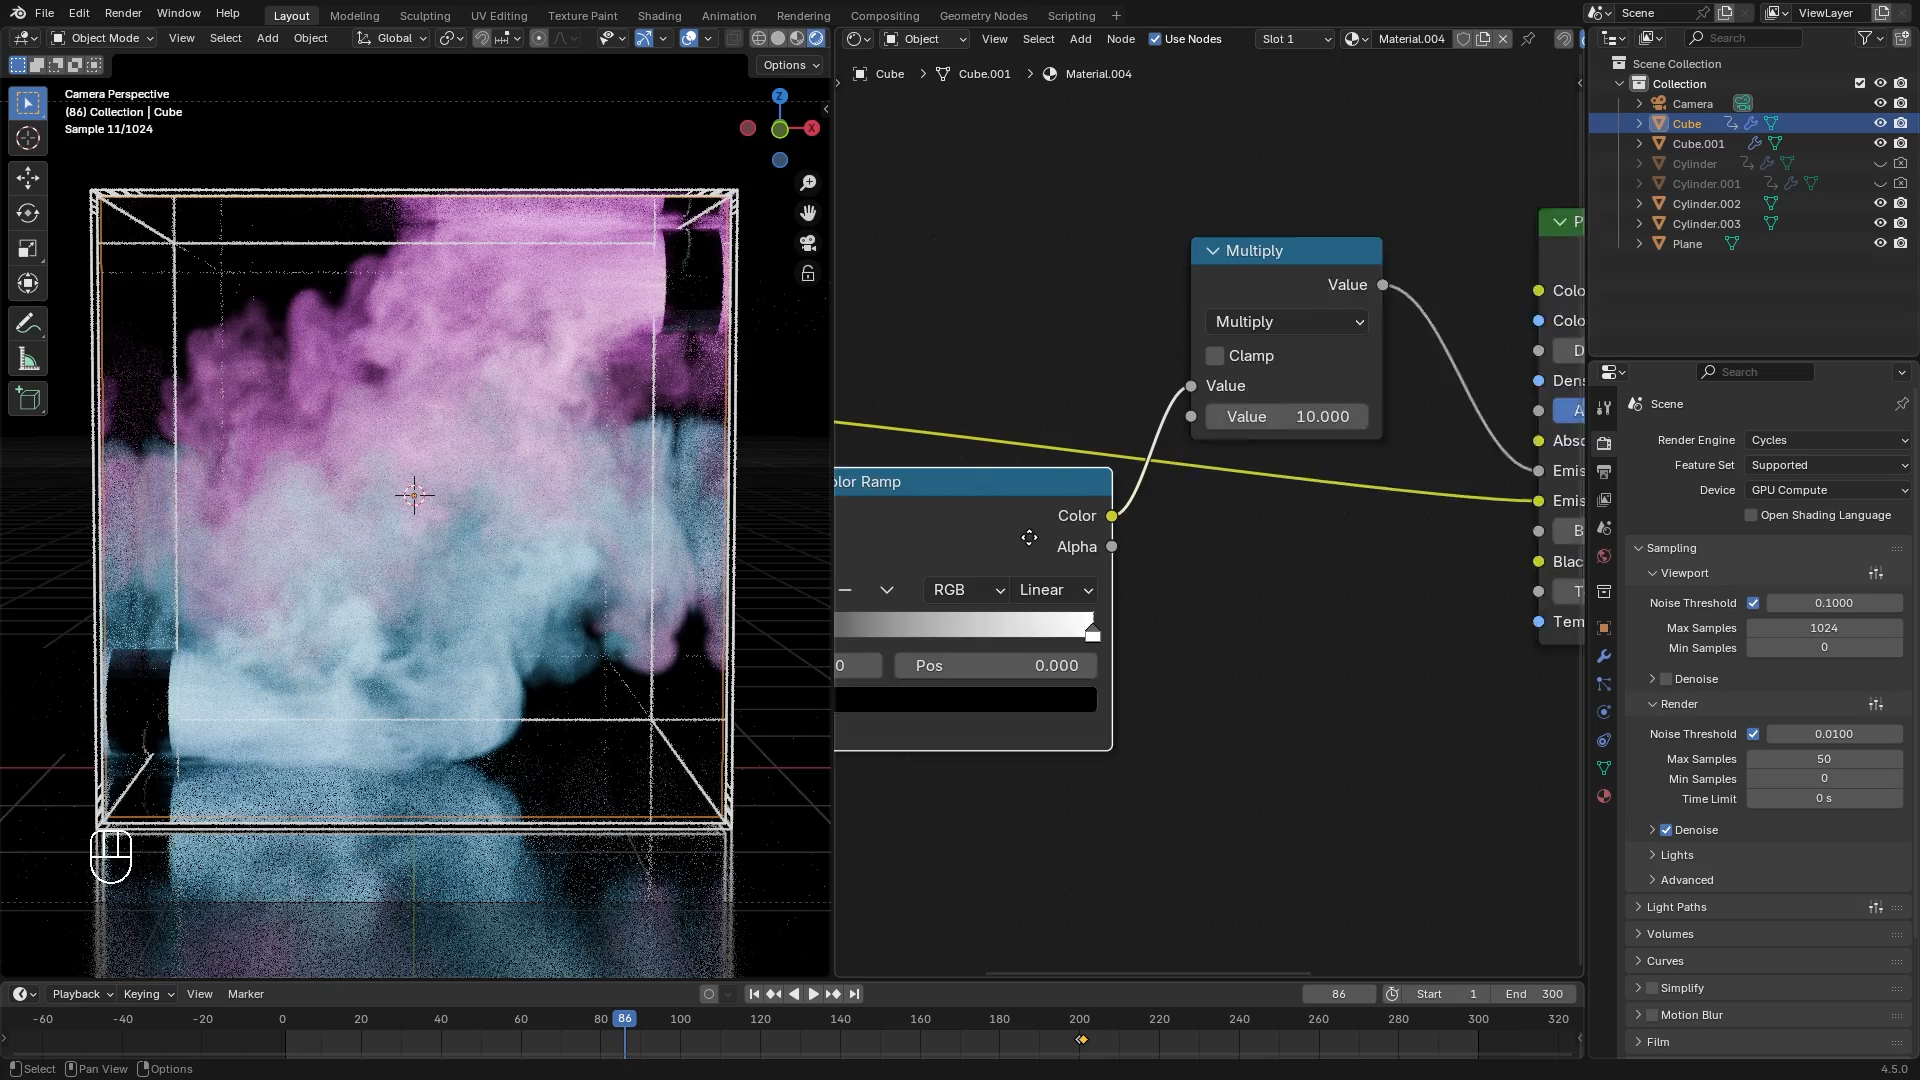 File Edit Render Window Help Layout Modeling Sculpting UV Editing Texture Paint Shading Animation Rendering Compositing Geometry Nodes Scripting + Scene ViewLayer
Object Mode View Select Add Object Global Object View Select Add Node Use Nodes Slot 1 Material.004 Search
Options
Cube > Cube.001 > Material.004
Camera Perspective
(86) Collection | Cube
Sample 11/1024
Z
X
Multiply
Value
Multiply
Clamp
Value
Value 10.000
olor Ramp
Color
Alpha
RGB Linear
0 Pos 0.000
P
Colo
Colo
D
Dens
A
Abso
Emis
Emis
B
Blac
T
Tem
Scene Collection
Collection
Camera
Cube
Cube.001
Cylinder
Cylinder.001
Cylinder.002
Cylinder.003
Plane
Search
Scene
Render Engine Cycles
Feature Set Supported
Device GPU Compute
Open Shading Language
Sampling
Viewport
Noise Threshold 0.1000
Max Samples 1024
Min Samples 0
Denoise
Render
Noise Threshold 0.0100
Max Samples 50
Min Samples 0
Time Limit 0 s
Denoise
Lights
Advanced
Light Paths
Volumes
Curves
Simplify
Motion Blur
Film
Playback Keying View Marker 86 Start 1 End 300
-60 -40 -20 0 20 40 60 80 86 100 120 140 160 180 200 220 240 260 280 300 320
Select Pan View Options 4.5.0